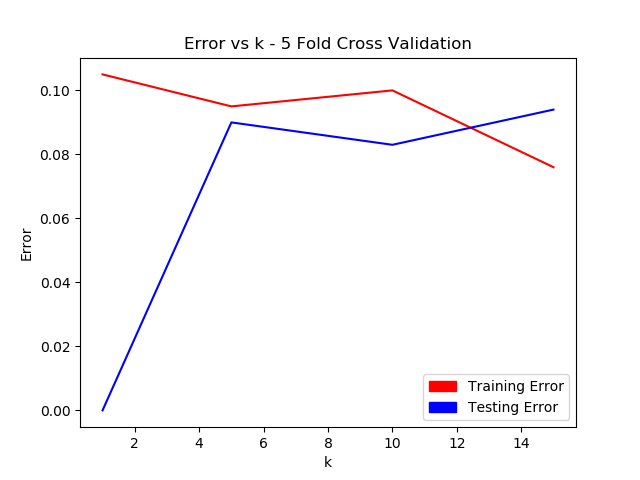 Error vs k - 5 Fold Cross Validation
0.10
0.08
0.06
0.04
0.02
0.00
Error
2
4
6
8
10
12
14
k
Training Error
Testing Error